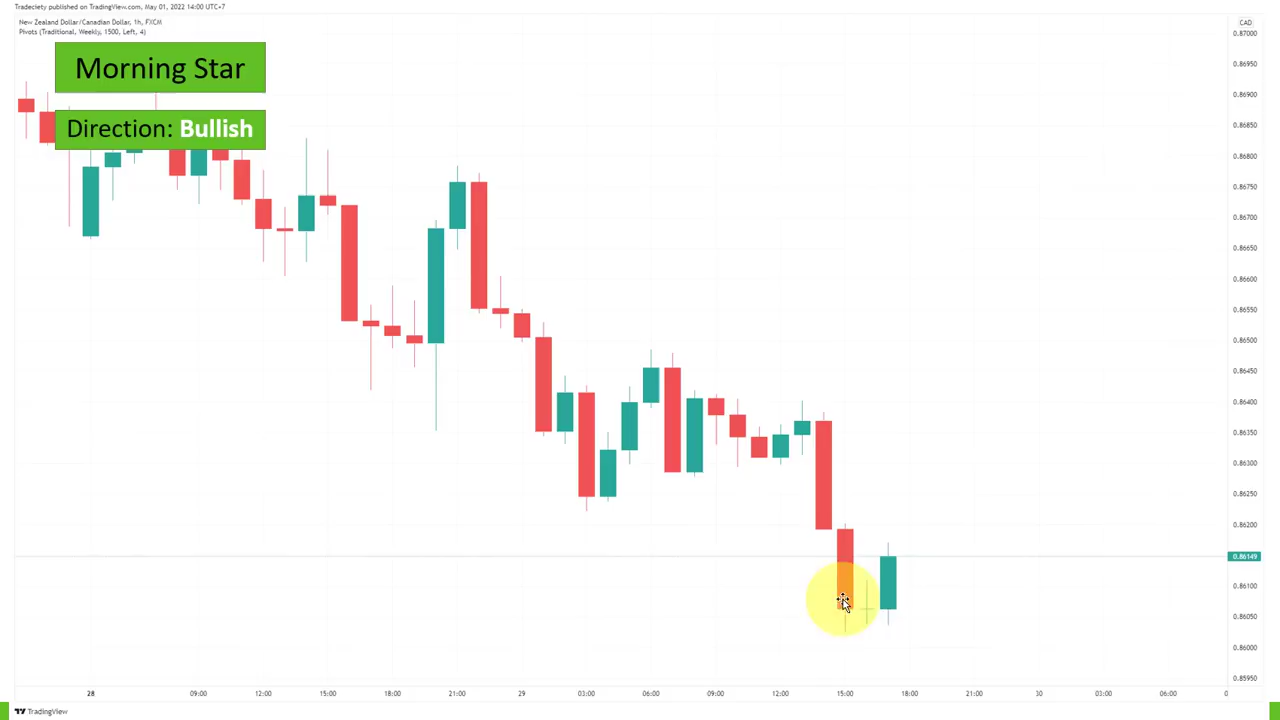 Tradeciety published on TradingView.com, May 01, 2022 14:00 UTC+7
New Zealand Dollar/Canadian Dollar, 1h, FXCM
Pivots (Traditional, Weekly, 1500, Left, 4)
Morning Star
Direction: Bullish
CAD
0.87000
0.86950
0.86900
0.86850
0.86800
0.86750
0.86700
0.86650
0.86600
0.86550
0.86500
0.86450
0.86400
0.86350
0.86300
0.86250
0.86200
0.86149
0.86100
0.86050
0.86000
0.85950
28 09:00 12:00 15:00 18:00 21:00 29 03:00 06:00 09:00 12:00 15:00 18:00 21:00 30 03:00 06:00 0
TradingView